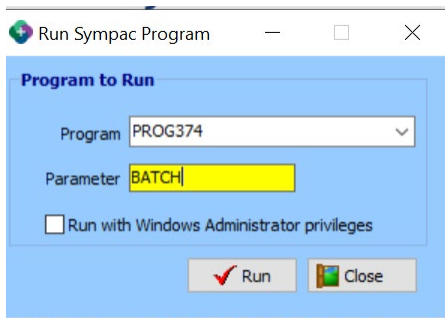 Run Sympac Program
Program to Run
Program PROG374
Parameter BATCH
Run with Windows Administrator privileges
Run Close